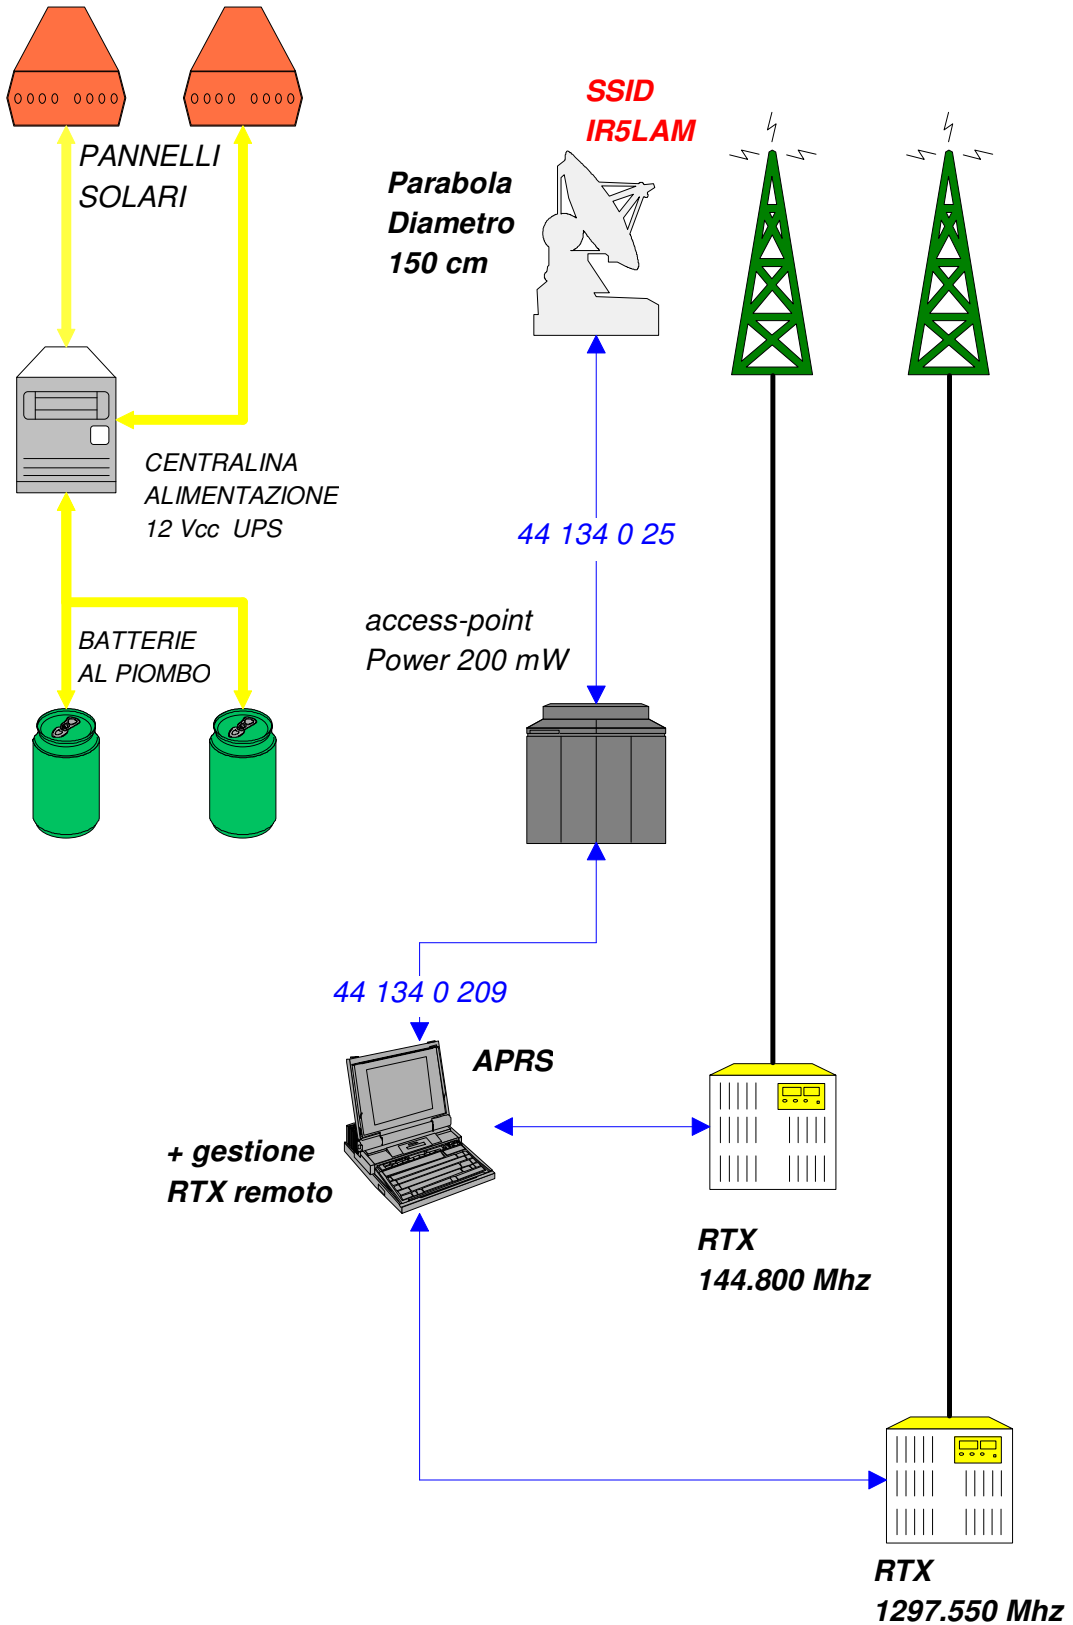 SSID
IR5LAM
PANNELLI
SOLARI
Parabola
Diametro
150 cm
CENTRALINA
ALIMENTAZIONE
12 Vcc UPS
44 134 0 25
access-point
Power 200 mW
BATTERIE
AL PIOMBO
44 134 0 209
APRS
+ gestione
RTX remoto
RTX
144.800 Mhz
RTX
1297.550 Mhz